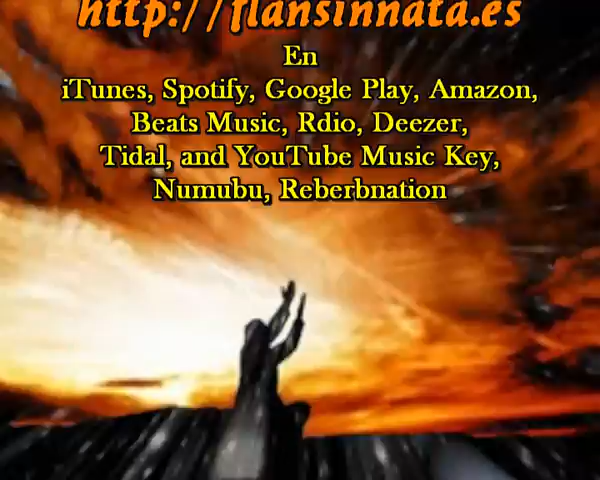 http://flansinnata.es
En
iTunes, Spotify, Google Play, Amazon,
Beats Music, Rdio, Deezer,
Tidal, and YouTube Music Key,
Numubu, Reberbnation